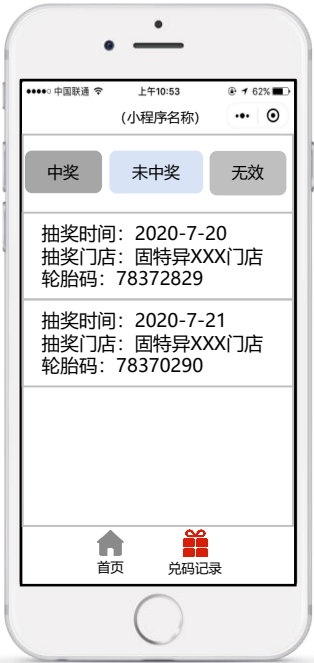 中国联通 上午10:53 62%
(小程序名称)
中奖 未中奖 无效
抽奖时间：2020-7-20
抽奖门店：固特异XXX门店
轮胎码：78372829
抽奖时间：2020-7-21
抽奖门店：固特异XXX门店
轮胎码：78370290
首页 兑码记录